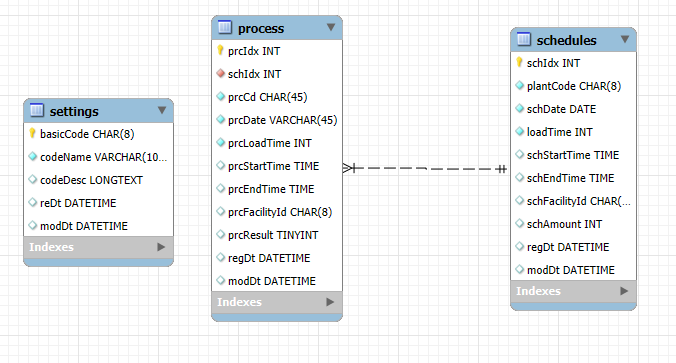 settings
basicCode CHAR(8)
codeName VARCHAR(10...
codeDesc LONGTEXT
reDt DATETIME
modDt DATETIME
Indexes
process
prcIdx INT
schIdx INT
prcCd CHAR(45)
prcDate VARCHAR(45)
prcLoadTime INT
prcStartTime TIME
prcEndTime TIME
prcFacilityId CHAR(8)
prcResult TINYINT
regDt DATETIME
modDt DATETIME
Indexes
schedules
schIdx INT
plantCode CHAR(8)
schDate DATE
loadTime INT
schStartTime TIME
schEndTime TIME
schFacilityId CHAR(...
schAmount INT
regDt DATETIME
modDt DATETIME
Indexes